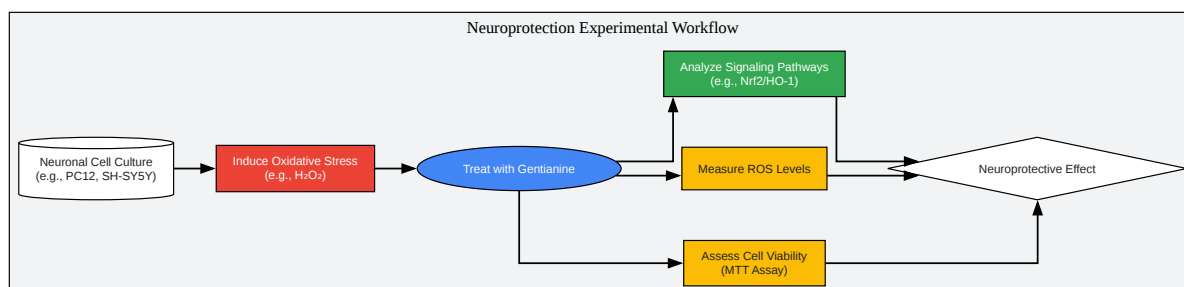 Neuroprotection Experimental Workflow
Analyze Signaling Pathways
(e.g., Nrf2/HO-1)
Neuronal Cell Culture
(e.g., PC12, SH-SY5Y)
Induce Oxidative Stress
(e.g., H₂O₂)
Treat with Gentianine
Measure ROS Levels
Neuroprotective Effect
Assess Cell Viability
(MTT Assay)